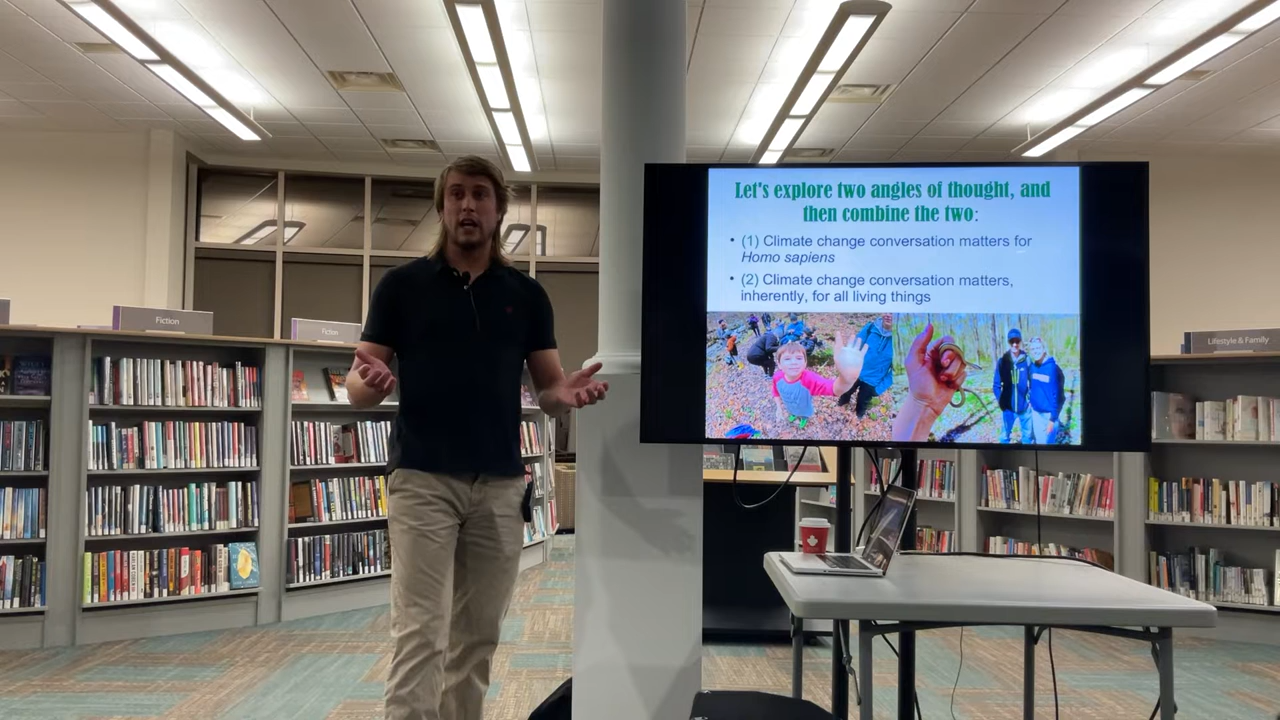 Let's explore two angles of thought, and
then combine the two:
• (1) Climate change conversation matters for
Homo sapiens
• (2) Climate change conversation matters,
inherently, for all living things
Fiction
Fiction
Lifestyle & Family